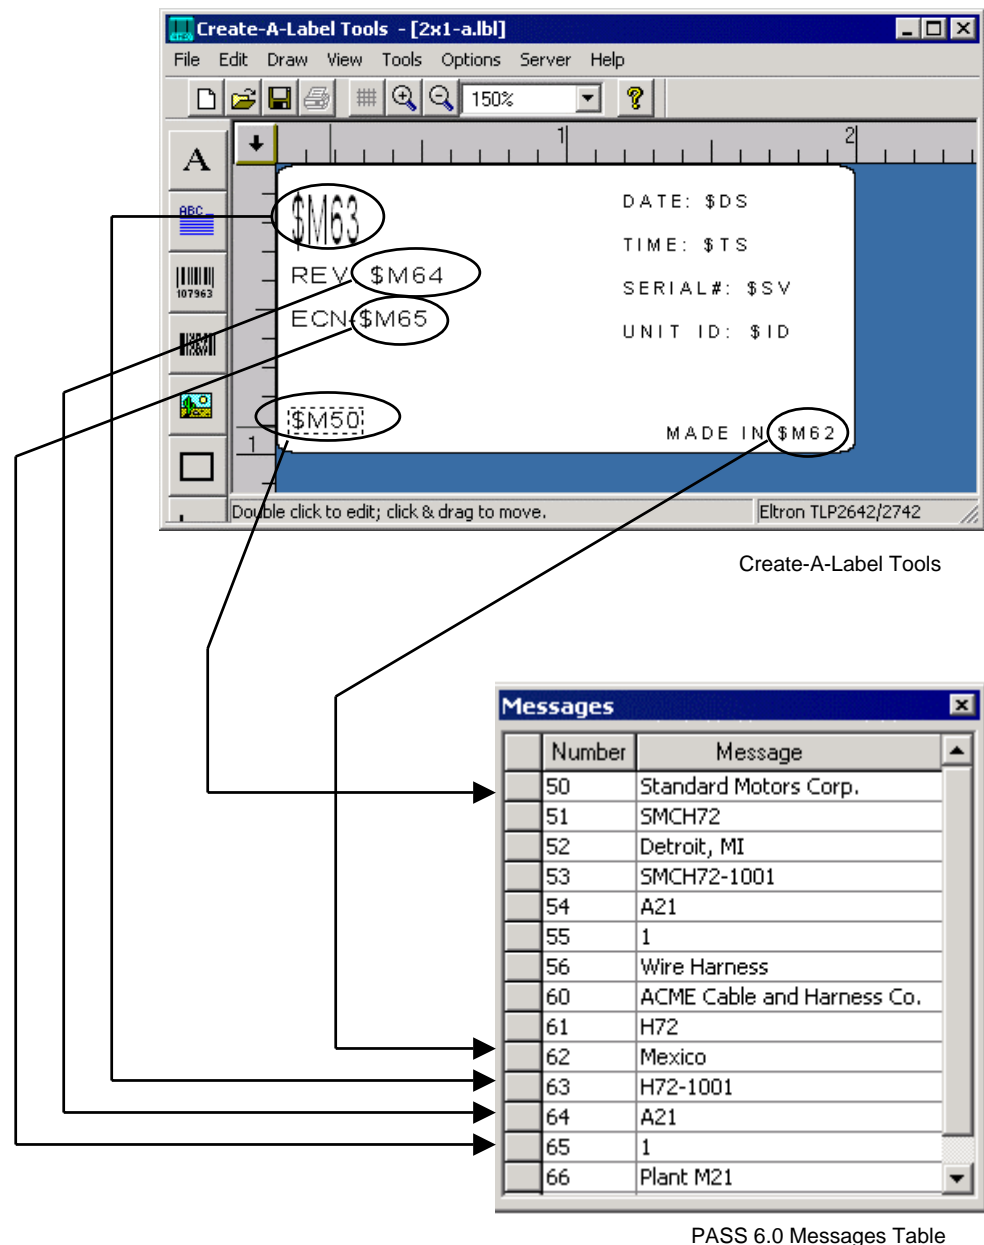 Create-A-Label Tools - [2x1-a.lbl]
File Edit Draw View Tools Options Server Help
150%
1 2
A
ABC
107963
$M63
REV $M64
ECN-$M65
$M50
DATE: $DS
TIME: $TS
SERIAL#: $SV
UNIT ID: $ID
MADE IN $M62
1
Double click to edit; click & drag to move. Eltron TLP2642/2742
Create-A-Label Tools
Messages
Number Message
50 Standard Motors Corp.
51 SMCH72
52 Detroit, MI
53 SMCH72-1001
54 A21
55 1
56 Wire Harness
60 ACME Cable and Harness Co.
61 H72
62 Mexico
63 H72-1001
64 A21
65 1
66 Plant M21
PASS 6.0 Messages Table